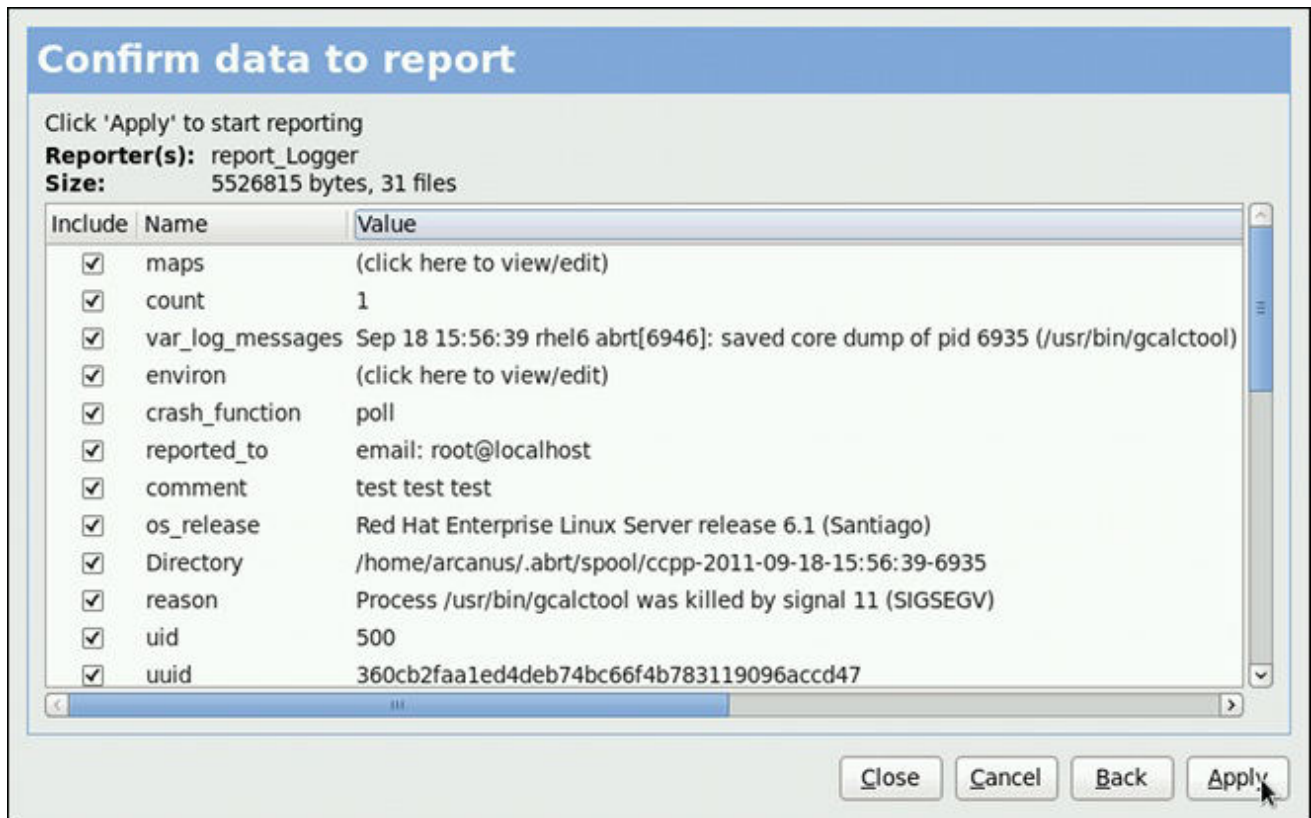 Confirm data to report
Click 'Apply' to start reporting
Reporter(s): report_Logger
Size: 5526815 bytes, 31 files
Include Name Value
maps (click here to view/edit)
count 1
var_log_messages Sep 18 15:56:39 rhel6 abrt[6946]: saved core dump of pid 6935 (/usr/bin/gcalctool)
environ (click here to view/edit)
crash_function poll
reported_to email: root@localhost
comment test test test
os_release Red Hat Enterprise Linux Server release 6.1 (Santiago)
Directory /home/arcanus/.abrt/spool/ccpp-2011-09-18-15:56:39-6935
reason Process /usr/bin/gcalctool was killed by signal 11 (SIGSEGV)
uid 500
uuid 360cb2faa1ed4deb74bc66f4b783119096accd47
Close Cancel Back Apply